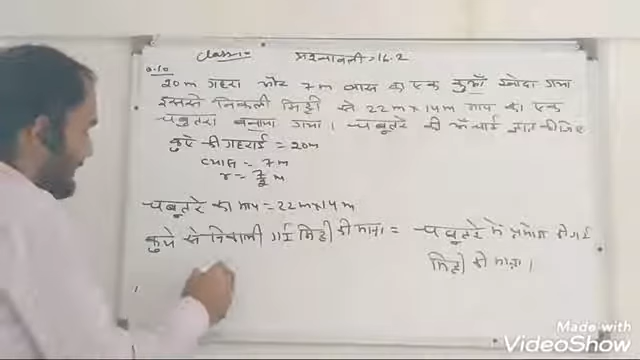 Class:- प्रश्नावली-16.2
Q.10
20m गहरा और 7m व्यास का एक कुआँ खोदा गया
इससे निकली मिट्टी से 22m×14m माप का एक
चबूतरा बनाया गया। चबूतरे की ऊँचाई ज्ञात कीजिए
कुएं की गहराई = 20m
व्यास = 7m
r = 7/2 m
चबूतरे का माप = 22m×14m
कुएं से निकाली गई मिट्टी की मात्रा = चबूतरे में प्रयोग की गई
मिट्टी की मात्रा।
Made with
VideoShow